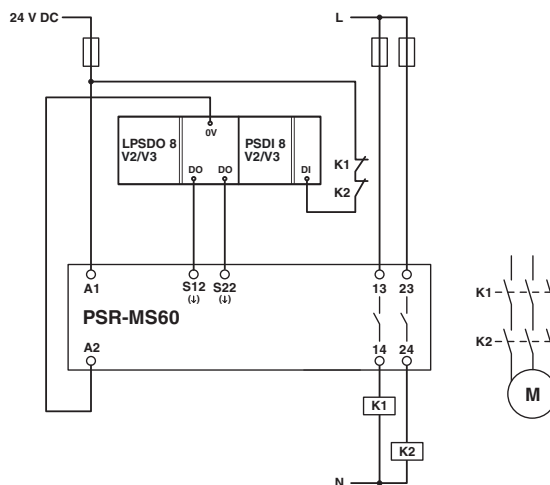 24 V DC
L
LPSDO 8
V2/V3
0V
PSDI 8
V2/V3
DO
DO
DI
K1
K2
A1
S12
(↓)
S22
(↓)
13
23
PSR-MS60
A2
14
24
K1
K2
N
K1
K2
M